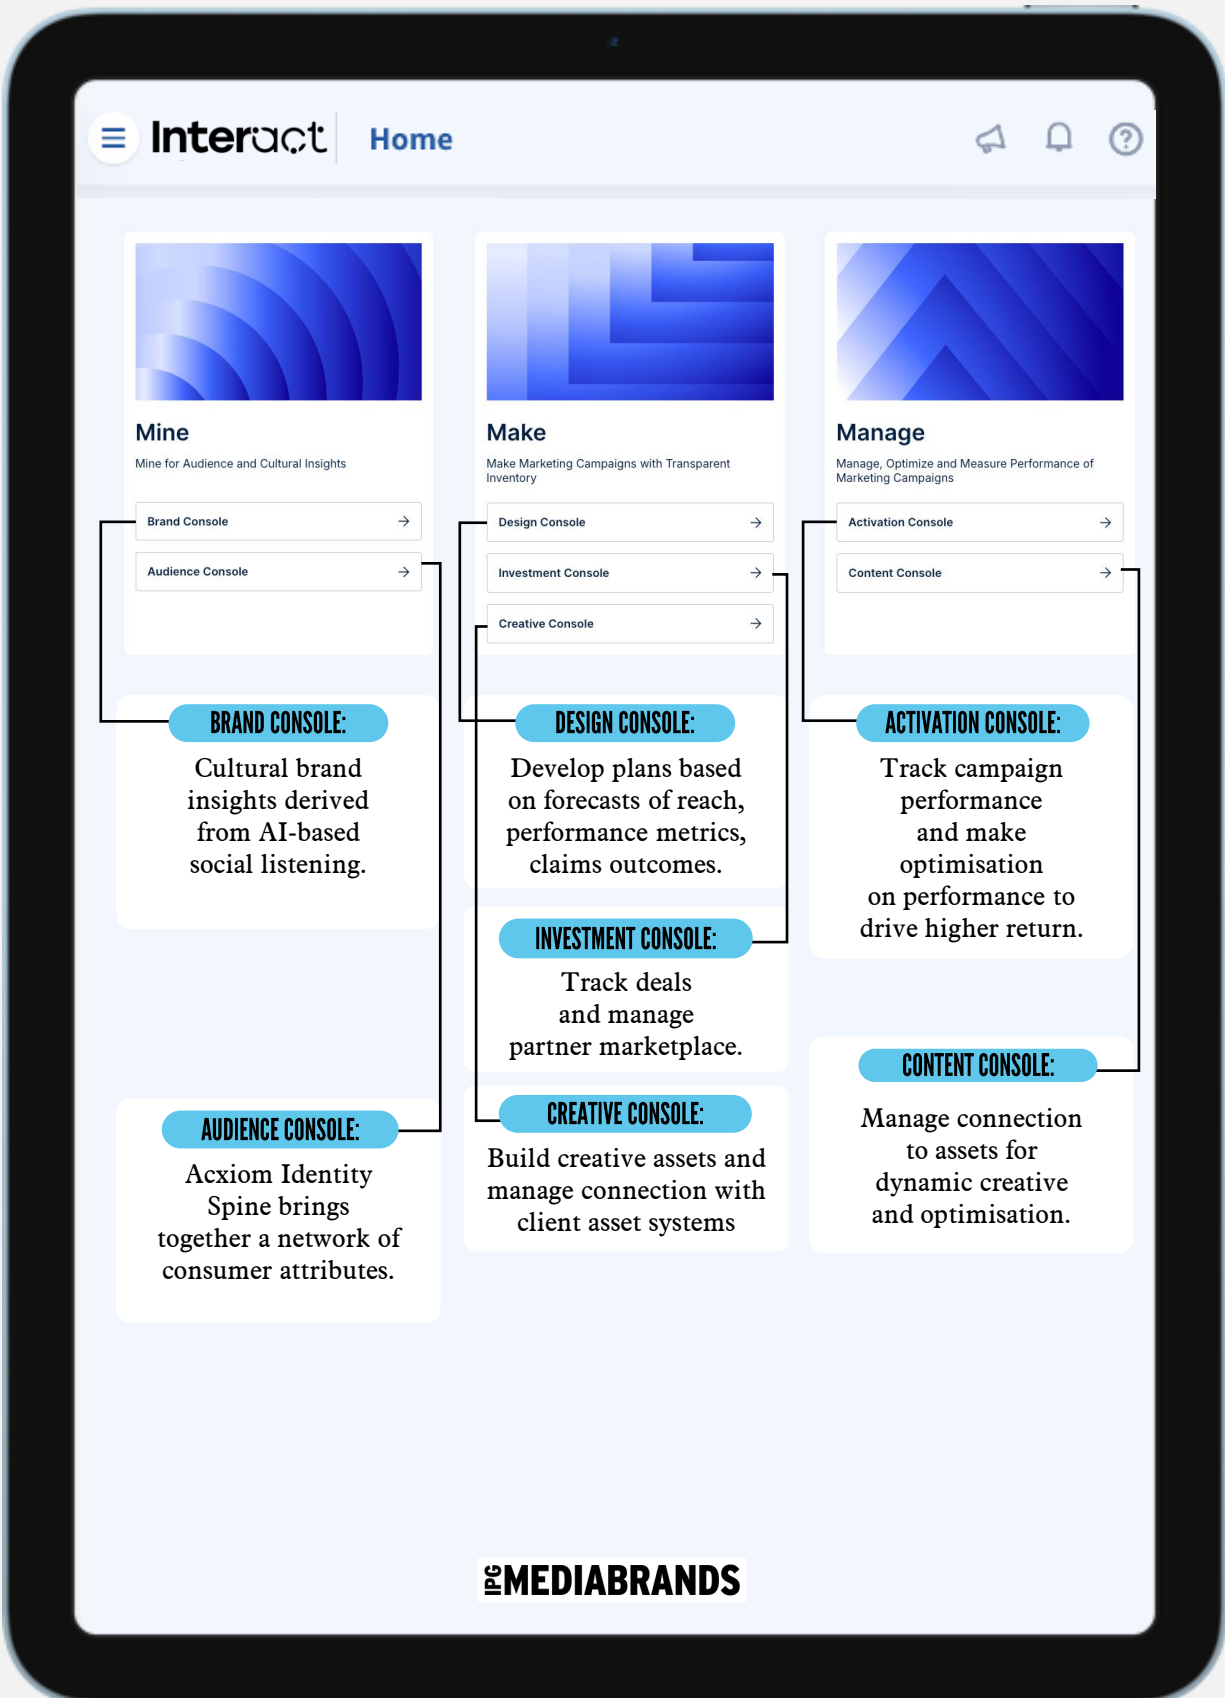 Interact
Home
Mine
Mine for Audience and Cultural Insights
Brand Console
Audience Console
Make
Make Marketing Campaigns with Transparent
Inventory
Design Console
Investment Console
Creative Console
Manage
Manage, Optimize and Measure Performance of
Marketing Campaigns
Activation Console
Content Console
BRAND CONSOLE:
Cultural brand
insights derived
from AI-based
social listening.
AUDIENCE CONSOLE:
Acxiom Identity
Spine brings
together a network of
consumer attributes.
DESIGN CONSOLE:
Develop plans based
on forecasts of reach,
performance metrics,
claims outcomes.
INVESTMENT CONSOLE:
Track deals
and manage
partner marketplace.
CREATIVE CONSOLE:
Build creative assets and
manage connection with
client asset systems
ACTIVATION CONSOLE:
Track campaign
performance
and make
optimisation
on performance to
drive higher return.
CONTENT CONSOLE:
Manage connection
to assets for
dynamic creative
and optimisation.
IPG MEDIABRANDS